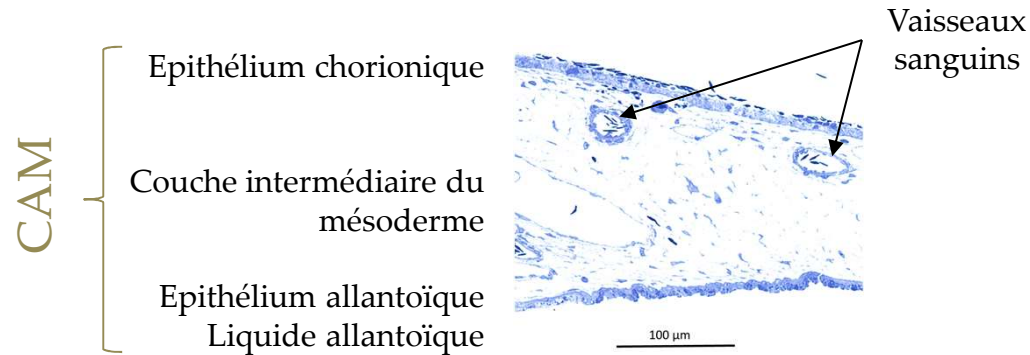 Vaisseaux
sanguins
CAM
Epithélium chorionique
Couche intermédiaire du
mésoderme
Epithélium allantoïque
Liquide allantoïque
100 µm